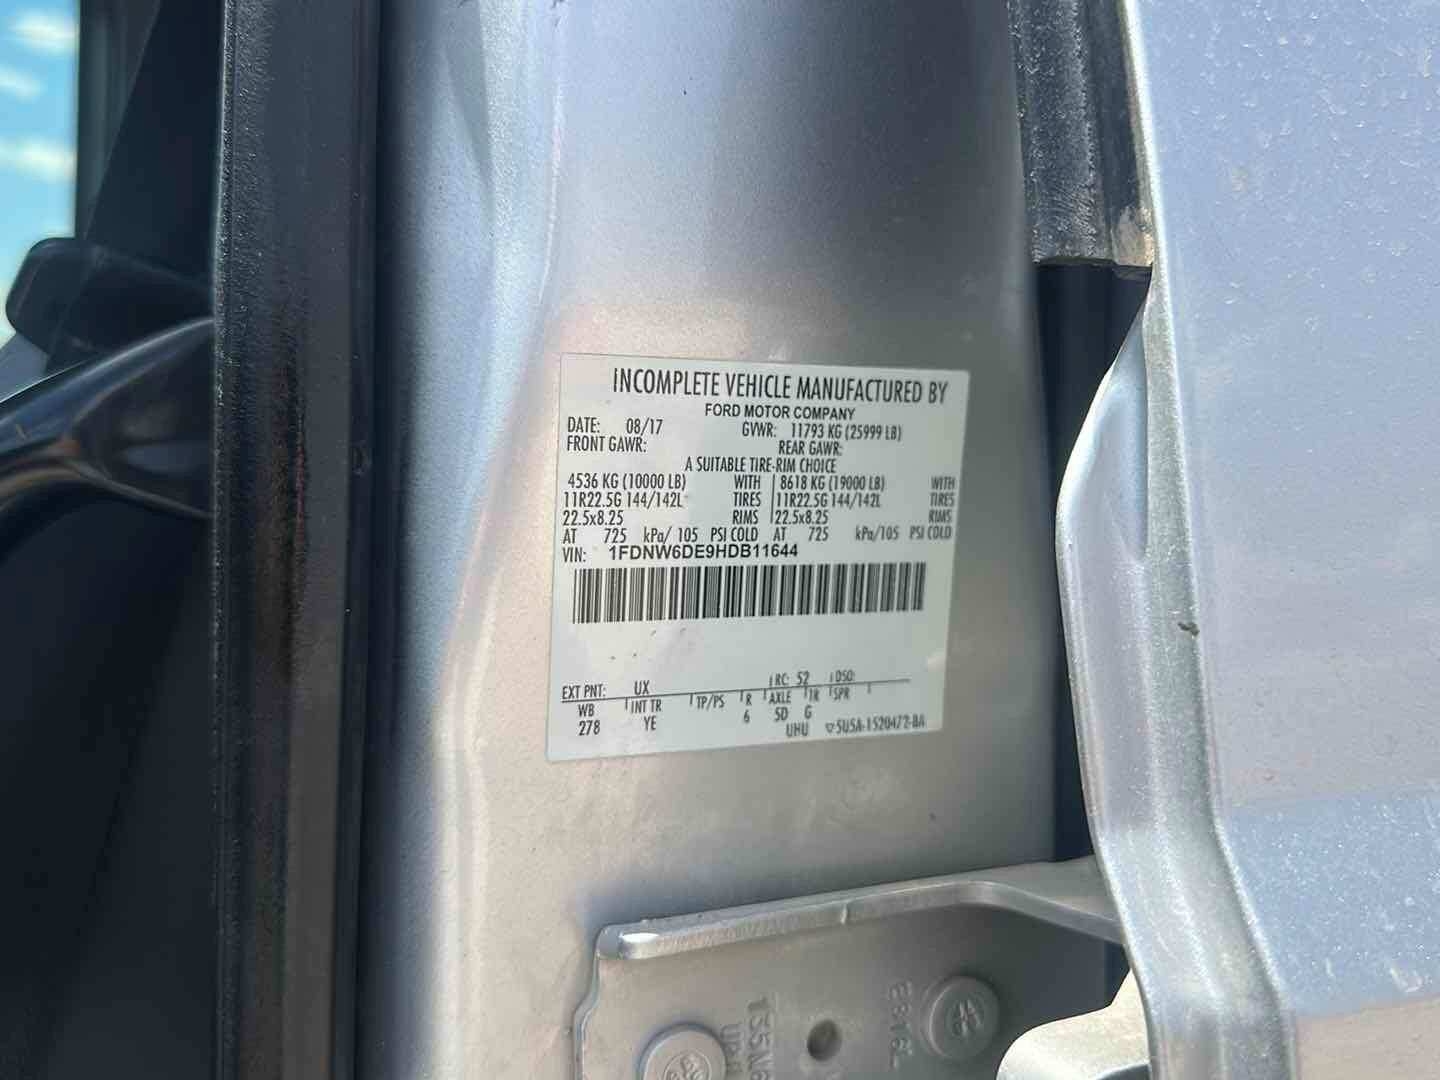 INCOMPLETE VEHICLE MANUFACTURED BY
FORD MOTOR COMPANY
DATE: 08/17 GVWR: 11793 KG (25999 LB)
FRONT GAWR: REAR GAWR:
A SUITABLE TIRE-RIM CHOICE
4536 KG (10000 LB) WITH 8618 KG (19000 LB) WITH
11R22.5G 144/142L TIRES 11R22.5G 144/142L TIRES
22.5x8.25 RIMS 22.5x8.25 RIMS
AT 725 kPa/ 105 PSI COLD AT 725 kPa/ 105 PSI COLD
VIN: 1FDNW6DE9HDB11644
EXT PNT: UX RC: 52 DSO:
WB INT TR TP/PS R AXLE TR SPR
278 YE 6 5D G
UHU ▽5U5A-1520472-BA